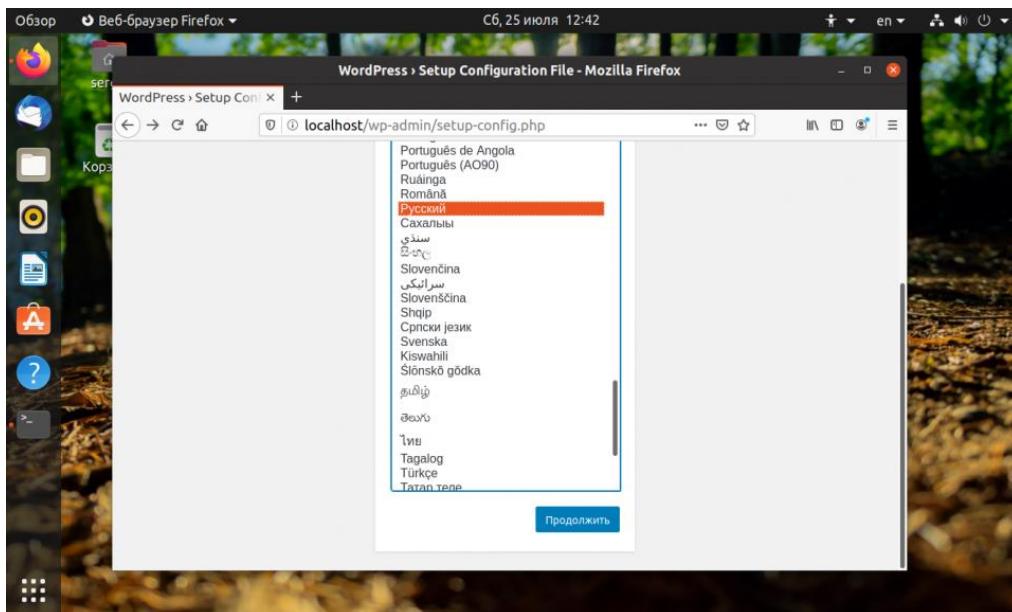 Обзор
Веб-браузер Firefox
Сб, 25 июля 12:42
en
WordPress › Setup Configuration File - Mozilla Firefox
WordPress › Setup Con
localhost/wp-admin/setup-config.php
Português de Angola
Português (AO90)
Ruáinga
Română
Русский
Сахалыы
سنڌي
සිංහල
Slovenčina
سرائیکی
Slovenščina
Shqip
Српски језик
Svenska
Kiswahili
Ślōnskŏ gŏdka
தமிழ்
తెలుగు
ไทย
Tagalog
Türkçe
Татар теле
Продолжить